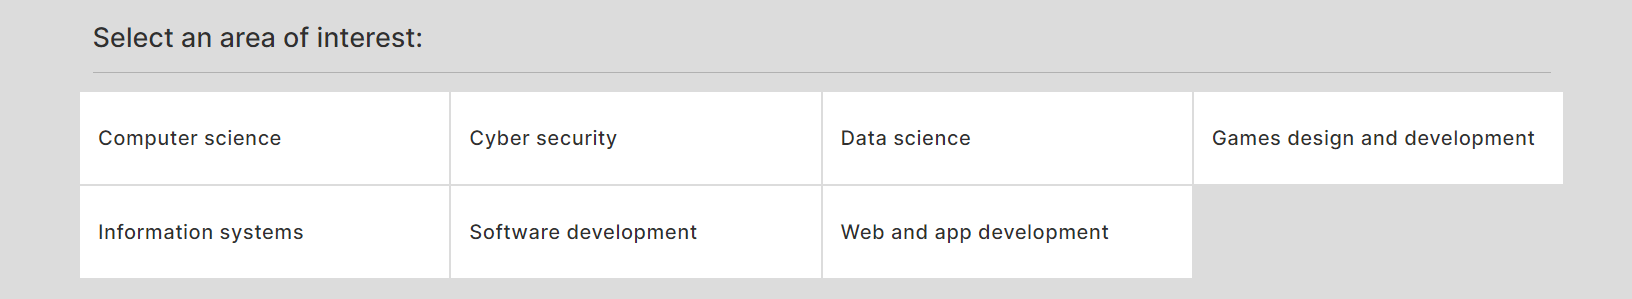 Select an area of interest:
Computer science
Cyber security
Data science
Games design and development
Information systems
Software development
Web and app development